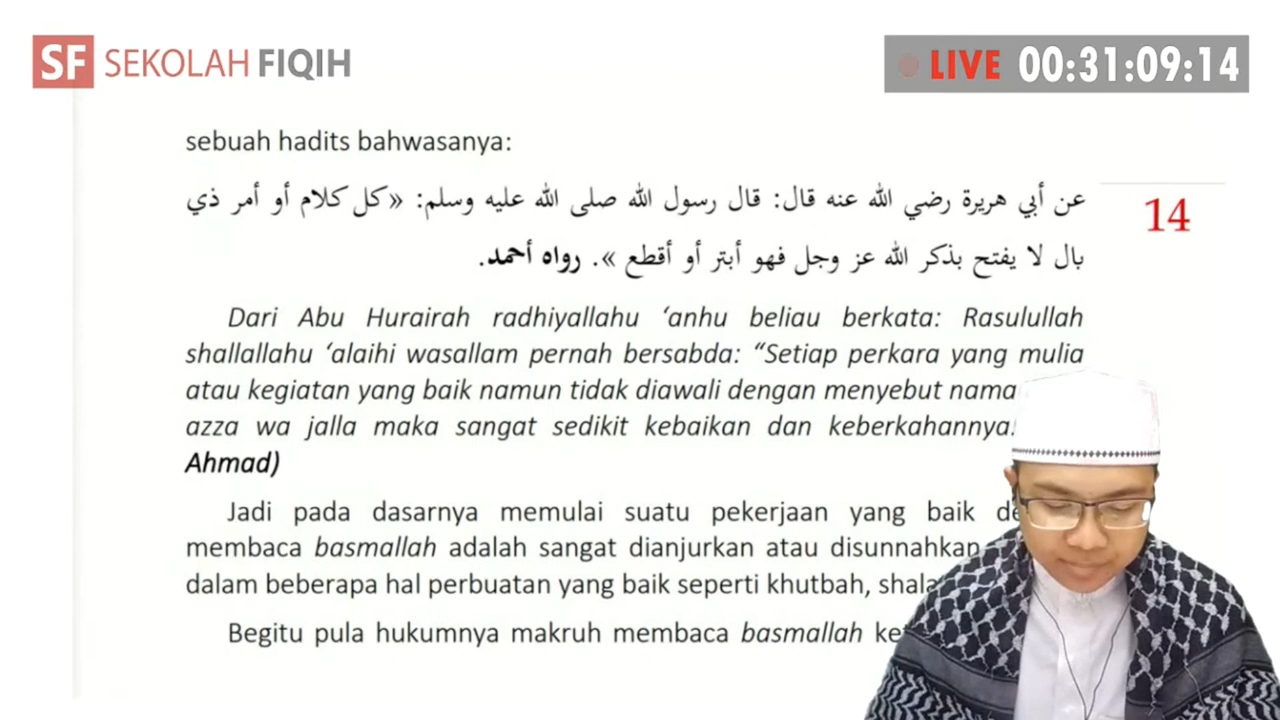 SF SEKOLAH FIQIH
LIVE 00:31:09:14
sebuah hadits bahwasanya:
عن أبي هريرة رضي الله عنه قال: قال رسول الله صلى الله عليه وسلم: «كل كلام أو أمر ذي
14
بال لا يفتح بذكر الله عز وجل فهو أبتر أو أقطع ». رواه أحمد.
Dari Abu Hurairah radhiyallahu ‘anhu beliau berkata: Rasulullah
shallallahu ‘alaihi wasallam pernah bersabda: “Setiap perkara yang mulia
atau kegiatan yang baik namun tidak diawali dengan menyebut nama
azza wa jalla maka sangat sedikit kebaikan dan keberkahannya.
Ahmad)
Jadi pada dasarnya memulai suatu pekerjaan yang baik
membaca basmallah adalah sangat dianjurkan atau disunnahkan
dalam beberapa hal perbuatan yang baik seperti khutbah,
Begitu pula hukumnya makruh membaca basmallah